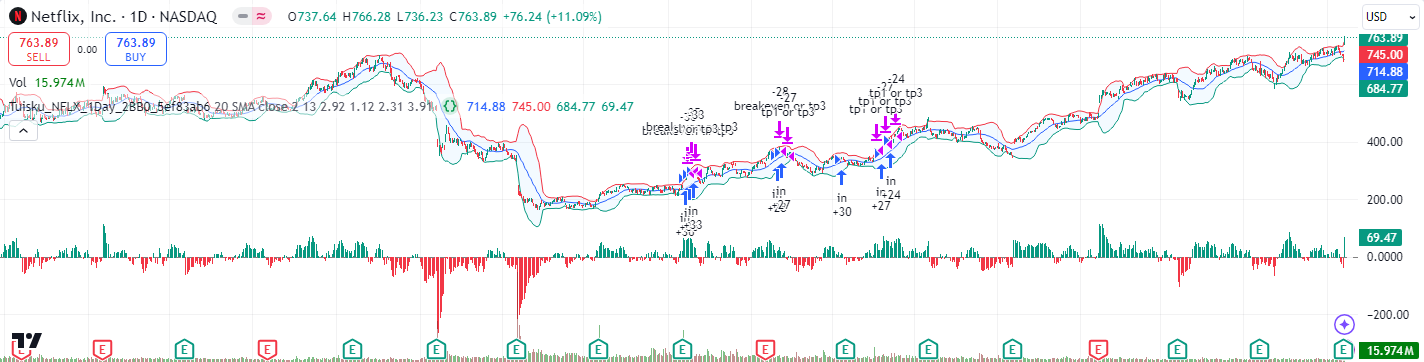 N Netflix, Inc. · 1D · NASDAQ O737.64 H766.28 L736.23 C763.89 +76.24 (+11.09%) USD
763.89 0.00 763.89
SELL BUY
Vol 15.974M
Tuisku_NFLX_1Day_2BB0_5ef83ab6 20 SMA close 2 13 2.92 1.12 2.31 3.91 714.88 745.00 684.77 69.47
763.89
745.00
714.88
684.77
400.00
200.00
69.47
0.0000
−200.00
15.974M
-33
-28
-27
breakeven or tp3
tp1 or tp3
-24
tp1 or tp3
tp1 or tp3
in
+33
+27
in
+30
in
in
+24
+27
E E E E E E E E E E E E E E E E